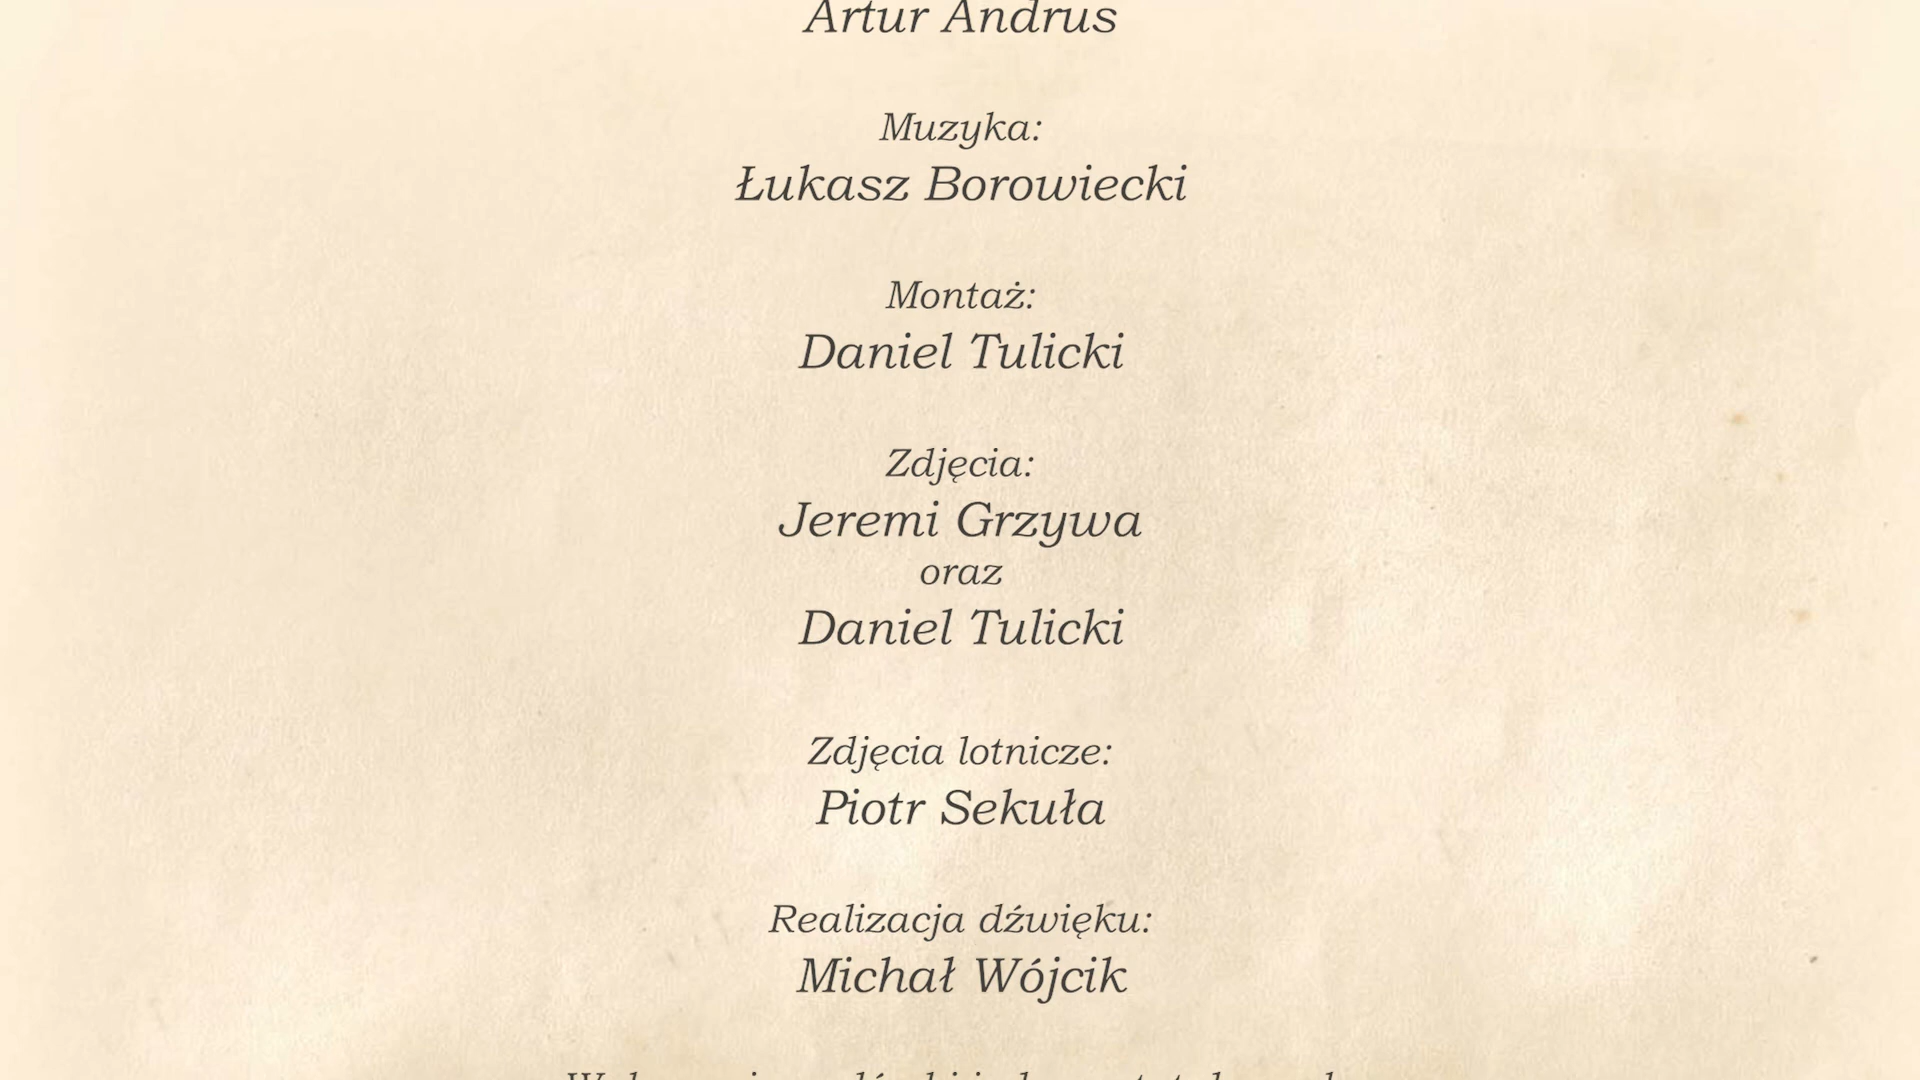 Artur Andrus
Muzyka:
Łukasz Borowiecki
Montaż:
Daniel Tulicki
Zdjęcia:
Jeremi Grzywa
oraz
Daniel Tulicki
Zdjęcia lotnicze:
Piotr Sekuła
Realizacja dźwięku:
Michał Wójcik